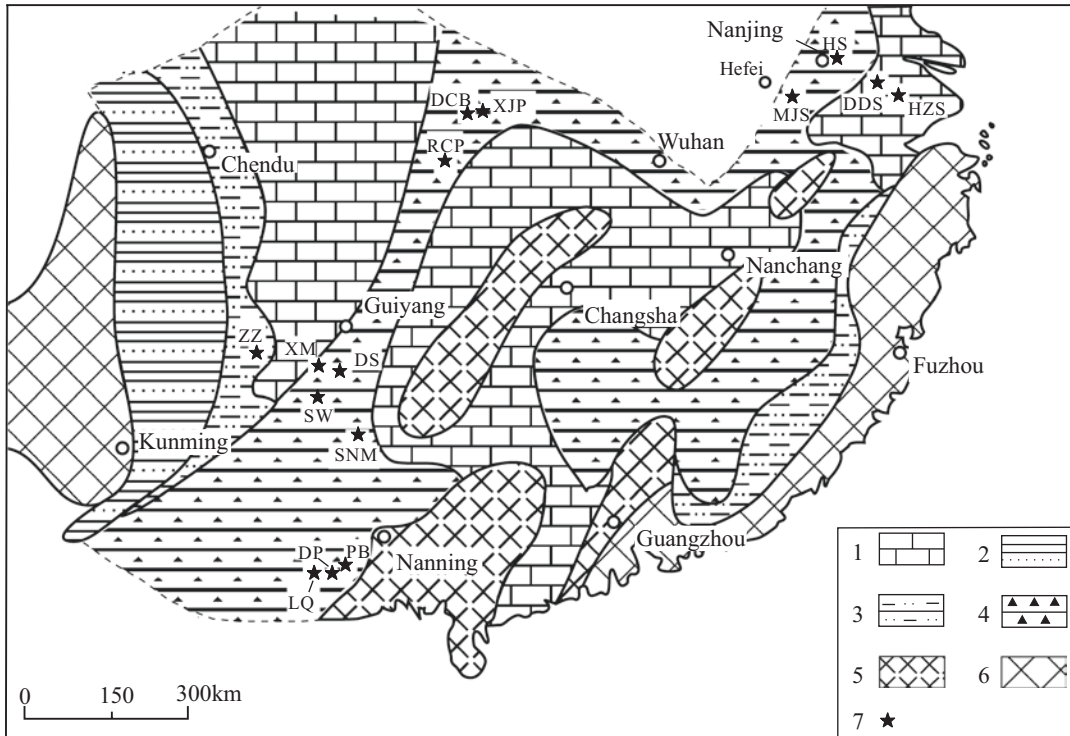 Nanjing
HS
Hefei
DDS
HZS
MJS
DCB
XJP
RCP
Wuhan
Chendu
Nanchang
Guiyang
Changsha
ZZ
XM
DS
Fuzhou
SW
Kunming
SNM
Guangzhou
DP
PB
Nanning
LQ
1
2
3
4
5
6
7
0
150
300km